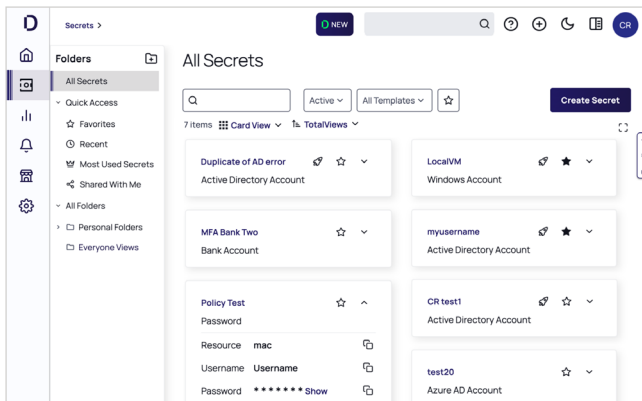 D
Secrets >
D NEW
CR
Folders
All Secrets
Quick Access
Favorites
Recent
Most Used Secrets
Shared With Me
All Folders
Personal Folders
Everyone Views
All Secrets
Active
All Templates
Create Secret
7 items
Card View
TotalViews
Duplicate of AD error
Active Directory Account
LocalVM
Windows Account
MFA Bank Two
Bank Account
myusername
Active Directory Account
Policy Test
Password
Resource mac
Username Username
Password ******* Show
CR test1
Active Directory Account
test20
Azure AD Account